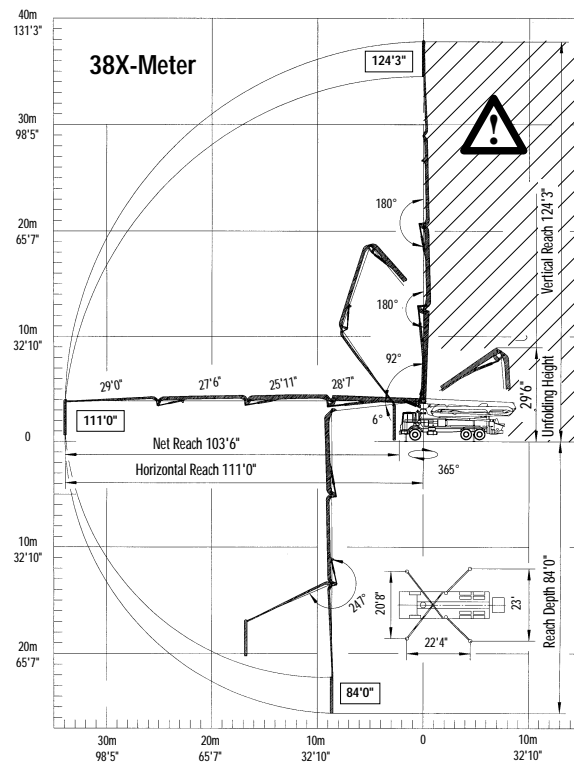 40m
131'3"
38X-Meter
124'3"
30m
98'5"
180°
20m
65'7"
Vertical Reach 124'3"
180°
10m
32'10"
92°
29'0"
27'6"
25'11"
28'7"
29'6"
Unfolding Height
111'0"
6°
0
Net Reach 103'6"
365°
Horizontal Reach 111'0"
10m
32'10"
247°
20'8"
23'
Reach Depth 84'0"
22'4"
20m
65'7"
84'0"
30m
98'5"
20m
65'7"
10m
32'10"
0
10m
32'10"